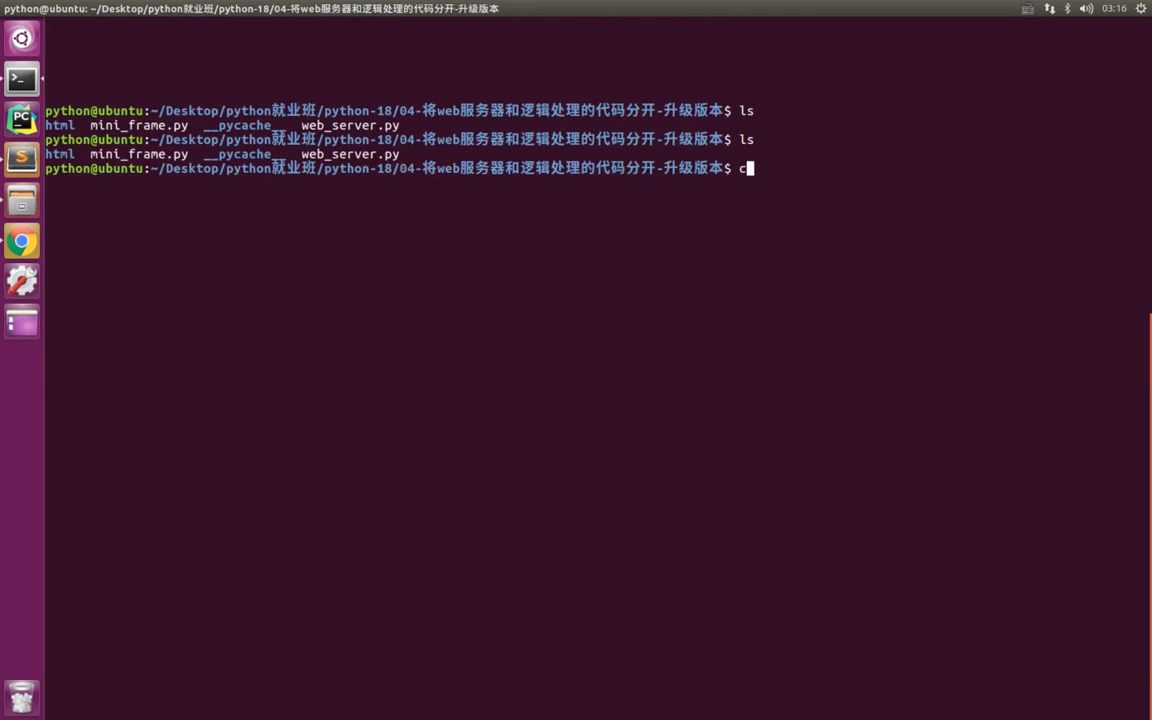 python@ubuntu: ~/Desktop/python就业班/python-18/04-将web服务器和逻辑处理的代码分开-升级版本
03:16
python@ubuntu:~/Desktop/python就业班/python-18/04-将web服务器和逻辑处理的代码分开-升级版本$ ls
html mini_frame.py __pycache__ web_server.py
python@ubuntu:~/Desktop/python就业班/python-18/04-将web服务器和逻辑处理的代码分开-升级版本$ ls
html mini_frame.py __pycache__ web_server.py
python@ubuntu:~/Desktop/python就业班/python-18/04-将web服务器和逻辑处理的代码分开-升级版本$ c
>_
PC
S